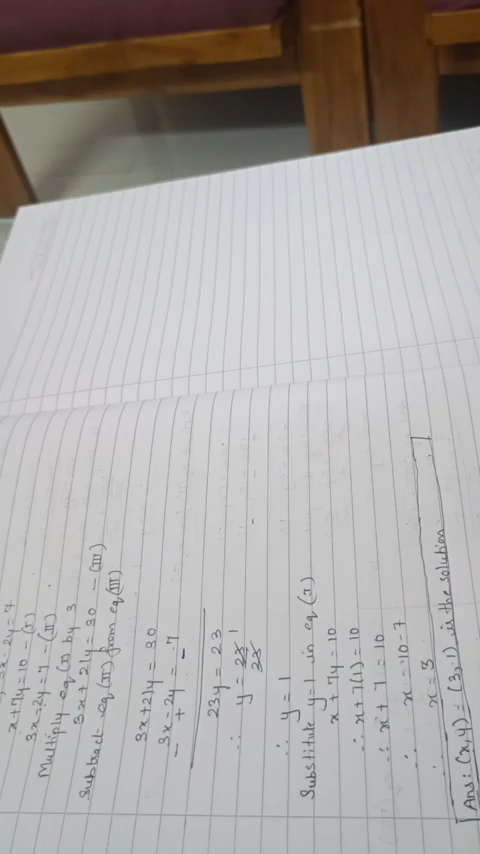 3x-2y=7
x+7y=10 -(I)
3x-2y=7 -(II)
Multiply eq(I) by 3
3x+21y=30 -(III)
Subtract eq(II) from eq(III)
3x+21y = 30
3x-2y = 7
- + -
23y = 23
∴ y = 23 1
23
∴ y = 1
Substitute y=1 in eq (I)
x+7y=10
∴ x+7(1)=10
∴ x+7 = 10
∴ x = 10-7
∴ x = 3
Ans: (x,y) = (3,1) is the solution.